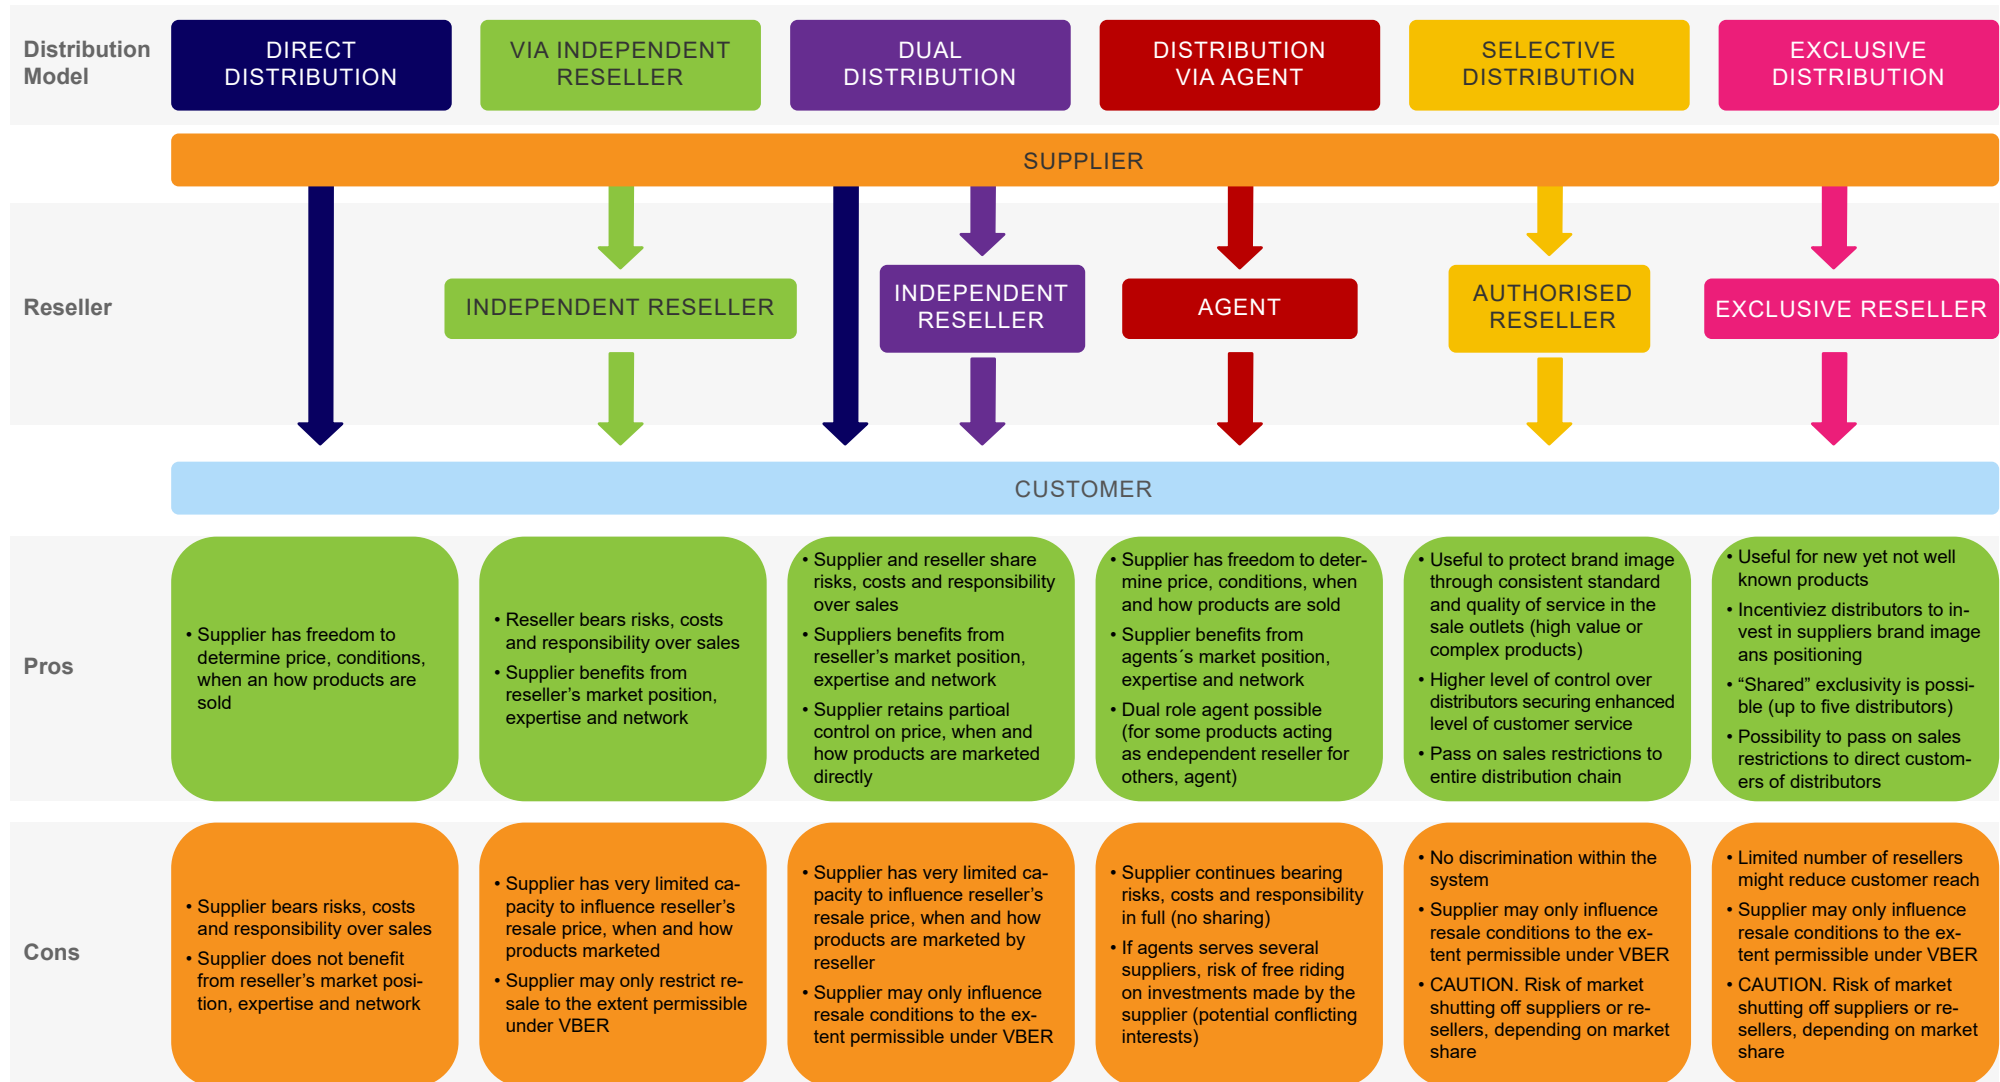 Distribution
Model
DIRECT
DISTRIBUTION
VIA INDEPENDENT
RESELLER
DUAL
DISTRIBUTION
DISTRIBUTION
VIA AGENT
SELECTIVE
DISTRIBUTION
EXCLUSIVE
DISTRIBUTION
SUPPLIER
Reseller
INDEPENDENT RESELLER
INDEPENDENT
RESELLER
AGENT
AUTHORISED
RESELLER
EXCLUSIVE RESELLER
CUSTOMER
Pros
• Supplier has freedom to
determine price, conditions,
when an how products are
sold
• Reseller bears risks, costs
and responsibility over sales
• Supplier benefits from
reseller’s market position,
expertise and network
• Supplier and reseller share
risks, costs and responsibility
over sales
• Suppliers benefits from
reseller’s market position,
expertise and network
• Supplier retains partioal
control on price, when and
how products are marketed
directly
• Supplier has freedom to deter-
mine price, conditions, when
and how products are sold
• Supplier benefits from
agents´s market position,
expertise and network
• Dual role agent possible
(for some products acting
as endependent reseller for
others, agent)
• Useful to protect brand image
through consistent standard
and quality of service in the
sale outlets (high value or
complex products)
• Higher level of control over
distributors securing enhanced
level of customer service
• Pass on sales restrictions to
entire distribution chain
• Useful for new yet not well
known products
• Incentiviez distributors to in-
vest in suppliers brand image
ans positioning
• “Shared” exclusivity is possi-
ble (up to five distributors)
• Possibility to pass on sales
restrictions to direct custom-
ers of distributors
Cons
• Supplier bears risks, costs
and responsibility over sales
• Supplier does not benefit
from reseller’s market posi-
tion, expertise and network
• Supplier has very limited ca-
pacity to influence reseller’s
resale price, when and how
products marketed
• Supplier may only restrict re-
sale to the extent permissible
under VBER
• Supplier has very limited ca-
pacity to influence reseller’s
resale price, when and how
products are marketed by
reseller
• Supplier may only influence
resale conditions to the ex-
tent permissible under VBER
• Supplier continues bearing
risks, costs and responsibility
in full (no sharing)
• If agents serves several
suppliers, risk of free riding
on investments made by the
supplier (potential conflicting
interests)
• No discrimination within the
system
• Supplier may only influence
resale conditions to the ex-
tent permissible under VBER
• CAUTION. Risk of market
shutting off suppliers or re-
sellers, depending on market
share
• Limited number of resellers
might reduce customer reach
• Supplier may only influence
resale conditions to the ex-
tent permissible under VBER
• CAUTION. Risk of market
shutting off suppliers or re-
sellers, depending on market
share